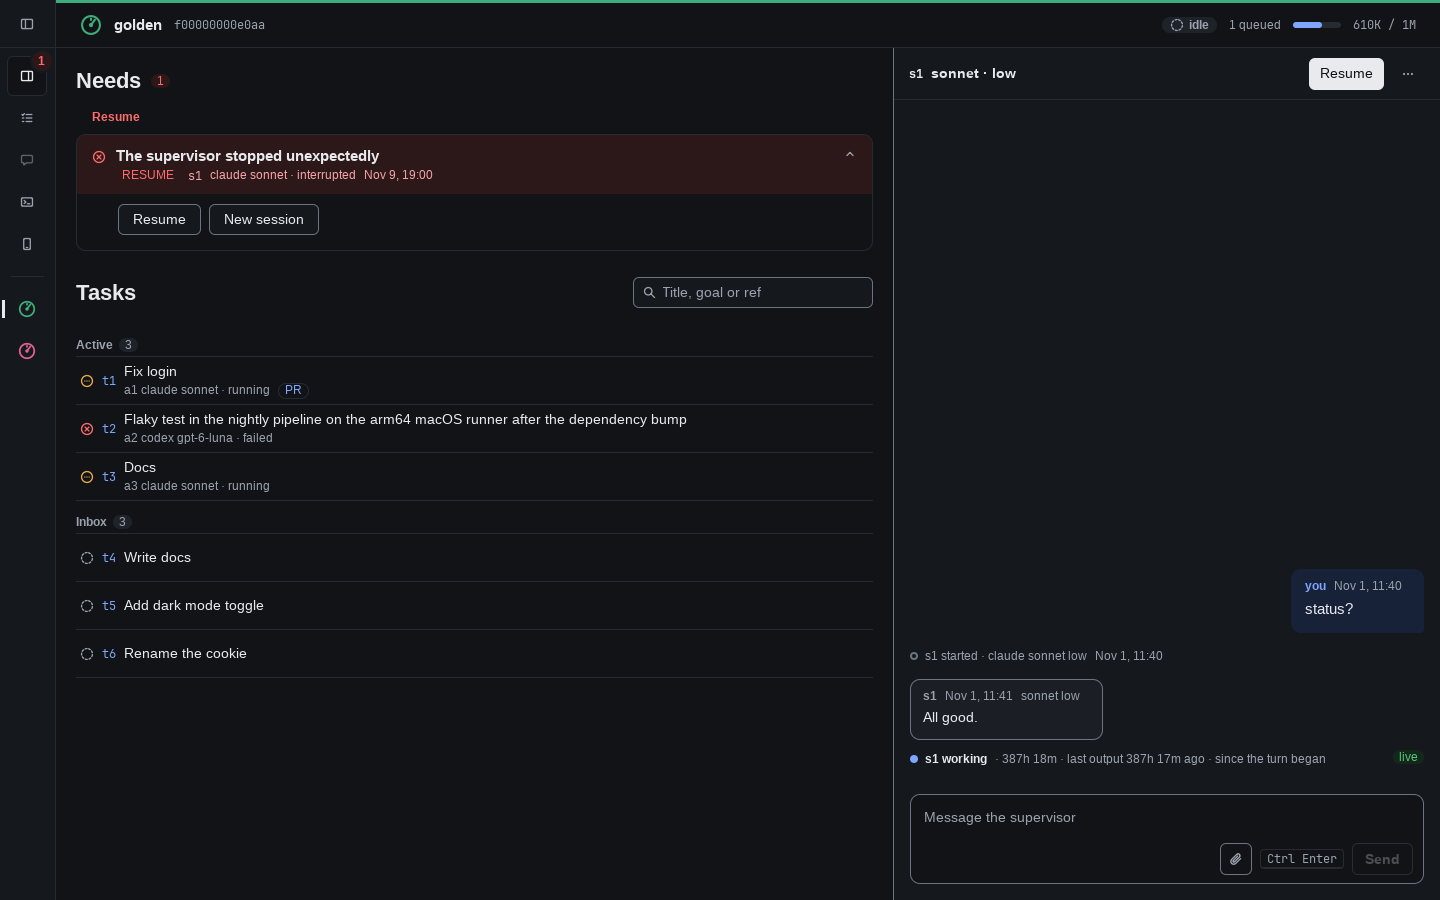 golden f00000000e0aa
idle 1 queued 610K / 1M
1
Needs 1
Resume
The supervisor stopped unexpectedly
RESUME s1 claude sonnet · interrupted Nov 9, 19:00
Resume New session
Tasks
Title, goal or ref
Active 3
t1 Fix login
a1 claude sonnet · running PR
t2 Flaky test in the nightly pipeline on the arm64 macOS runner after the dependency bump
a2 codex gpt-6-luna · failed
t3 Docs
a3 claude sonnet · running
Inbox 3
t4 Write docs
t5 Add dark mode toggle
t6 Rename the cookie
s1 sonnet · low
Resume
you Nov 1, 11:40
status?
s1 started · claude sonnet low Nov 1, 11:40
s1 Nov 1, 11:41 sonnet low
All good.
s1 working · 387h 18m · last output 387h 17m ago · since the turn began
live
Message the supervisor
Ctrl Enter Send